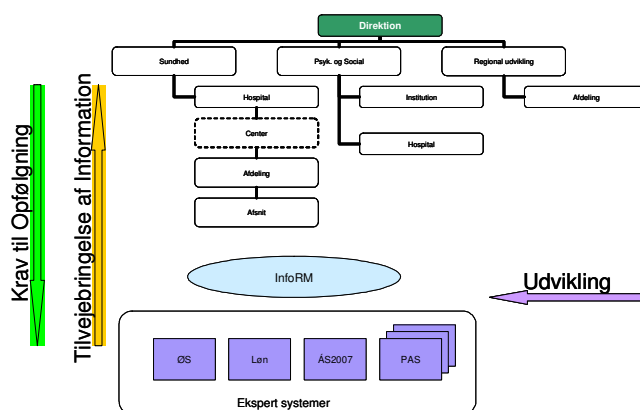 Direktion
Sundhed
Psyk. og Social
Regional udvikling
Hospital
Institution
Afdeling
Center
Hospital
Afdeling
Afsnit
Krav til Opfølgning
Tilvejebringelse af Information
InfoRM
Udvikling
ØS
Løn
ÁS2007
PAS
Ekspert systemer